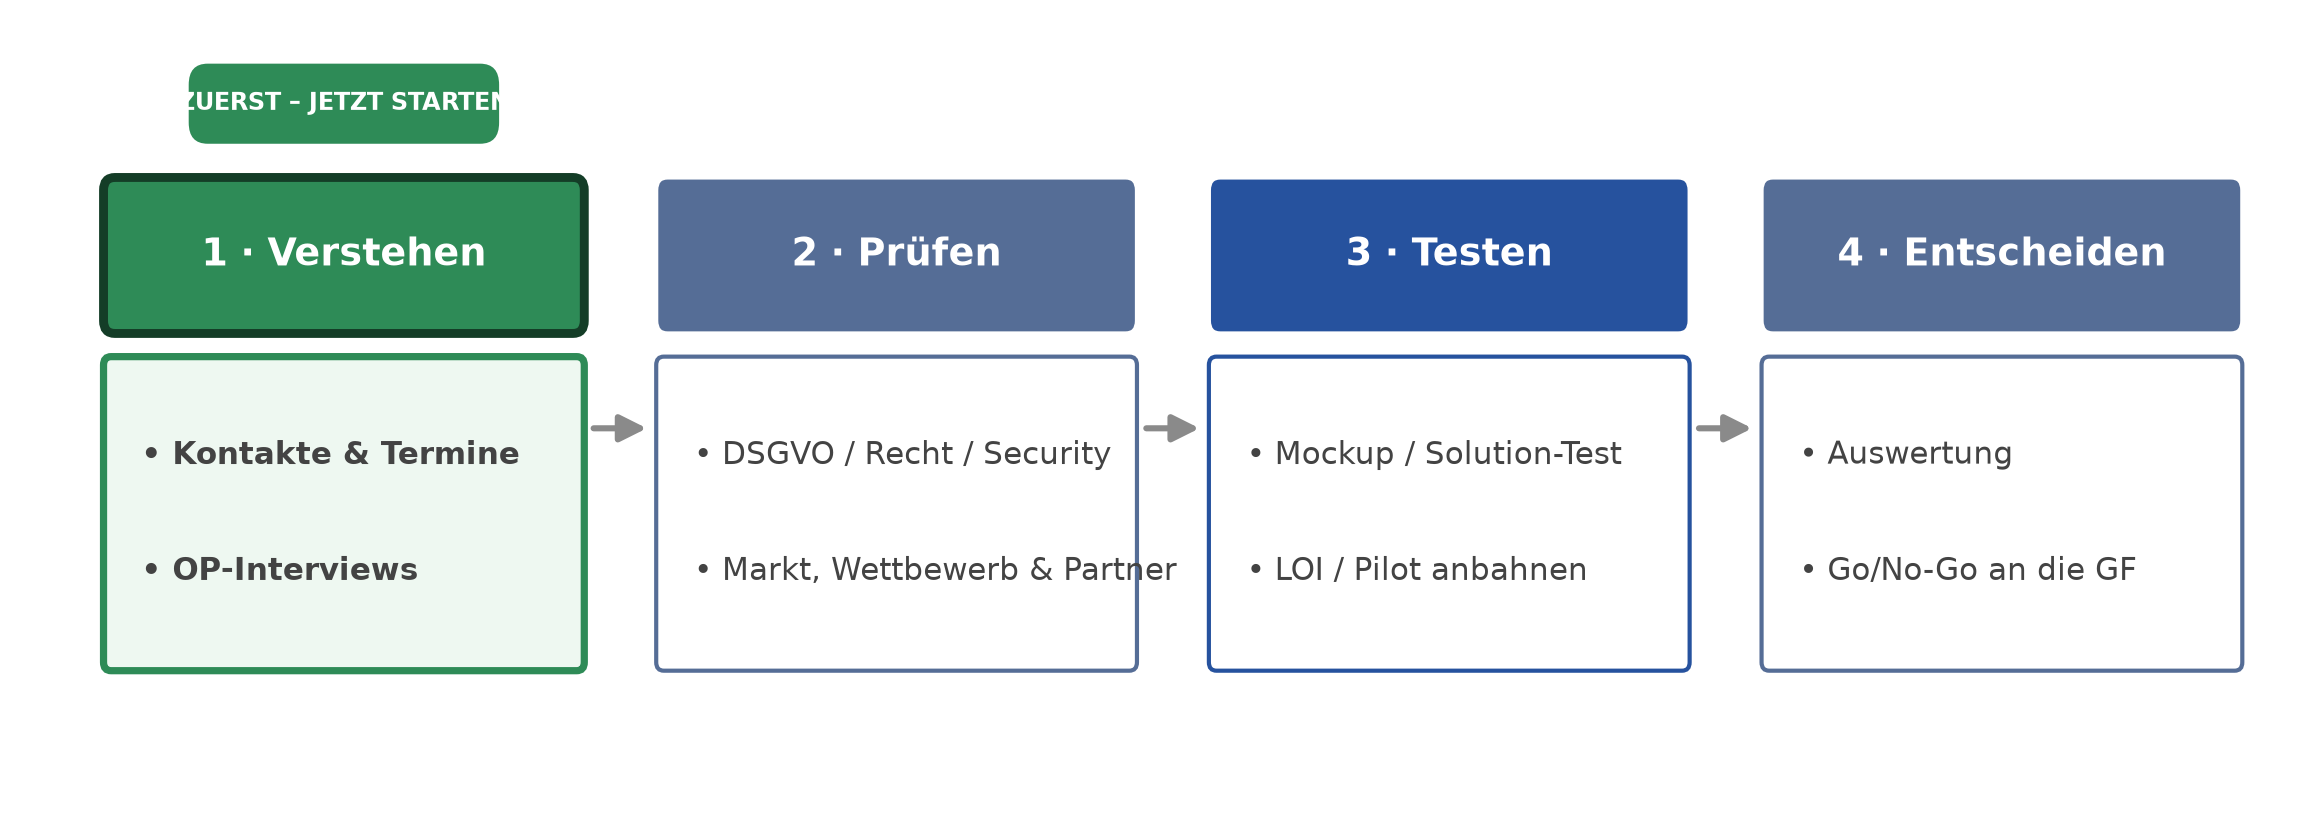 ZUERST – JETZT STARTEN
1 · Verstehen
2 · Prüfen
3 · Testen
4 · Entscheiden
• Kontakte & Termine
• OP-Interviews
• DSGVO / Recht / Security
• Markt, Wettbewerb & Partner
• Mockup / Solution-Test
• LOI / Pilot anbahnen
• Auswertung
• Go/No-Go an die GF